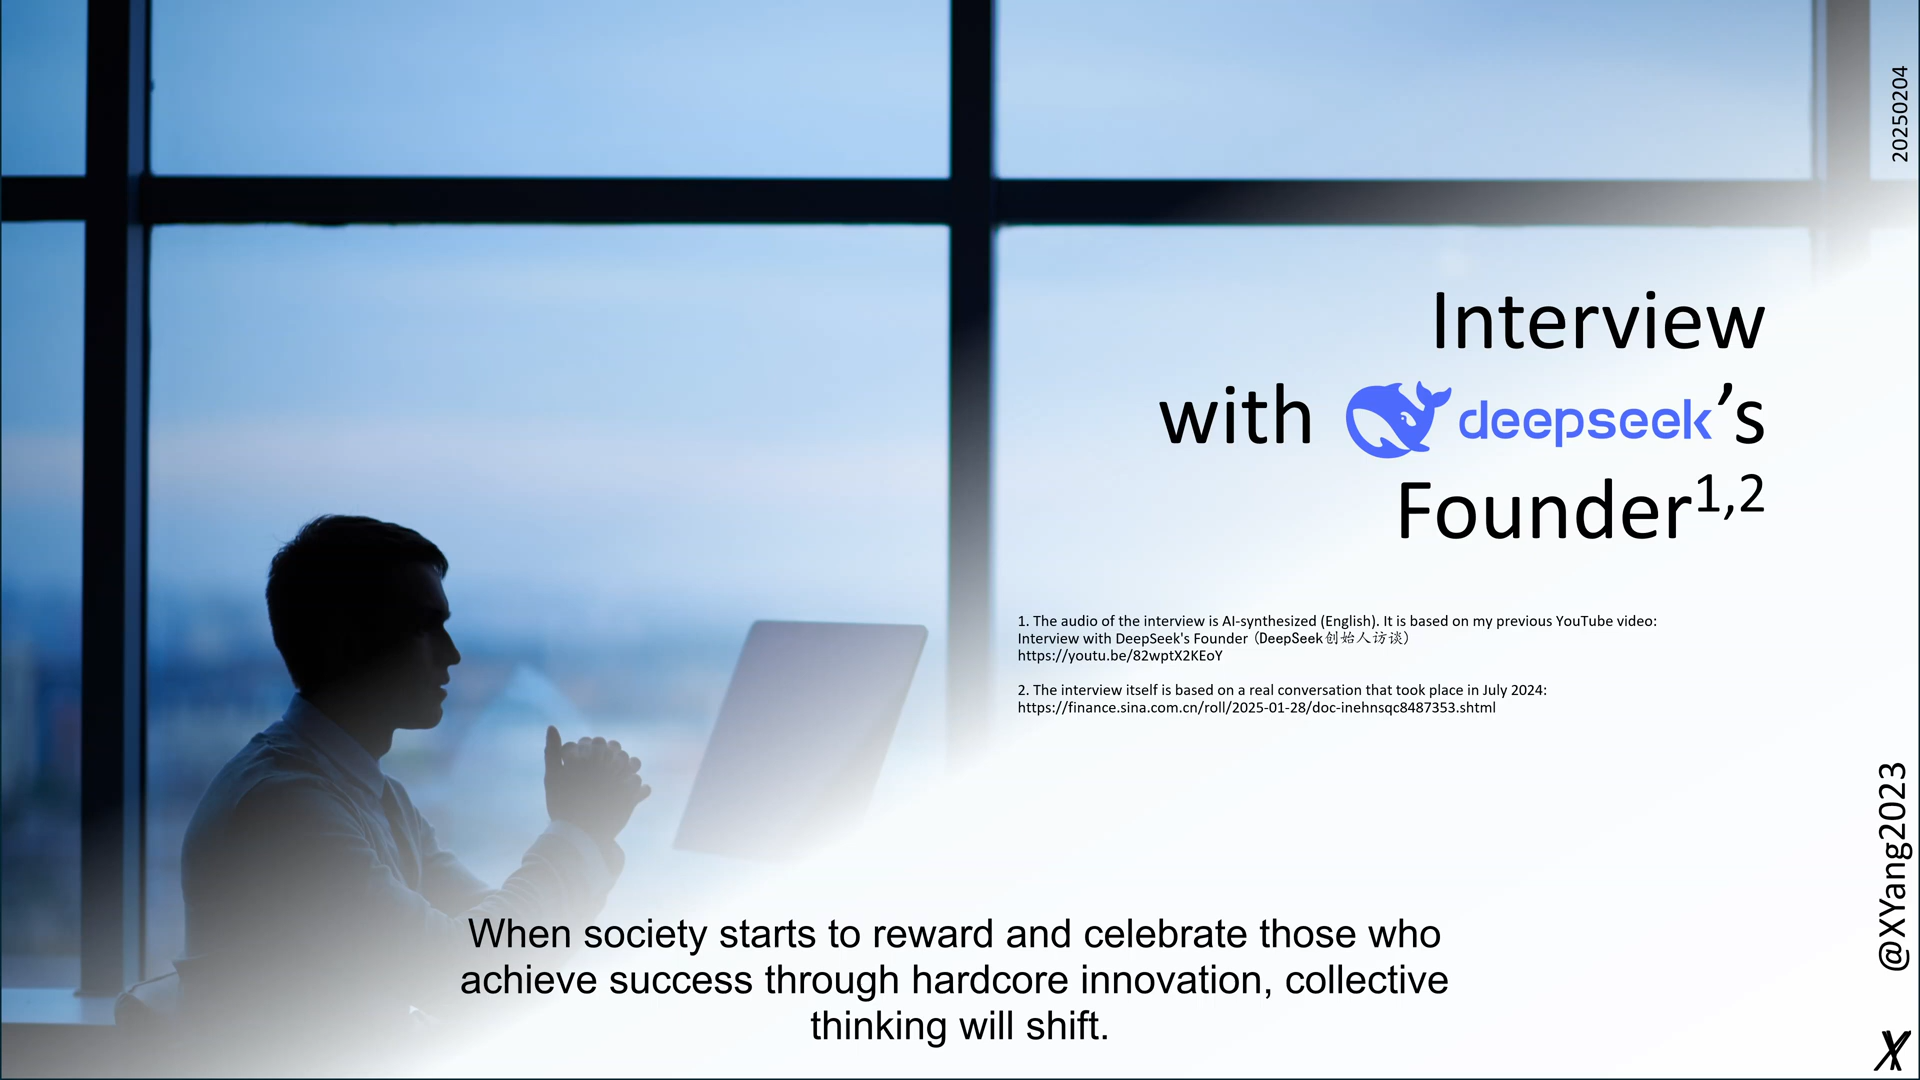 20250204
Interview
with deepseek’s
Founder1,2
1. The audio of the interview is AI-synthesized (English). It is based on my previous YouTube video:
Interview with DeepSeek's Founder（DeepSeek创始人访谈）
https://youtu.be/82wptX2KEoY
2. The interview itself is based on a real conversation that took place in July 2024:
https://finance.sina.com.cn/roll/2025-01-28/doc-inehnsqc8487353.shtml
@XYang2023
When society starts to reward and celebrate those who
achieve success through hardcore innovation, collective
thinking will shift.
X